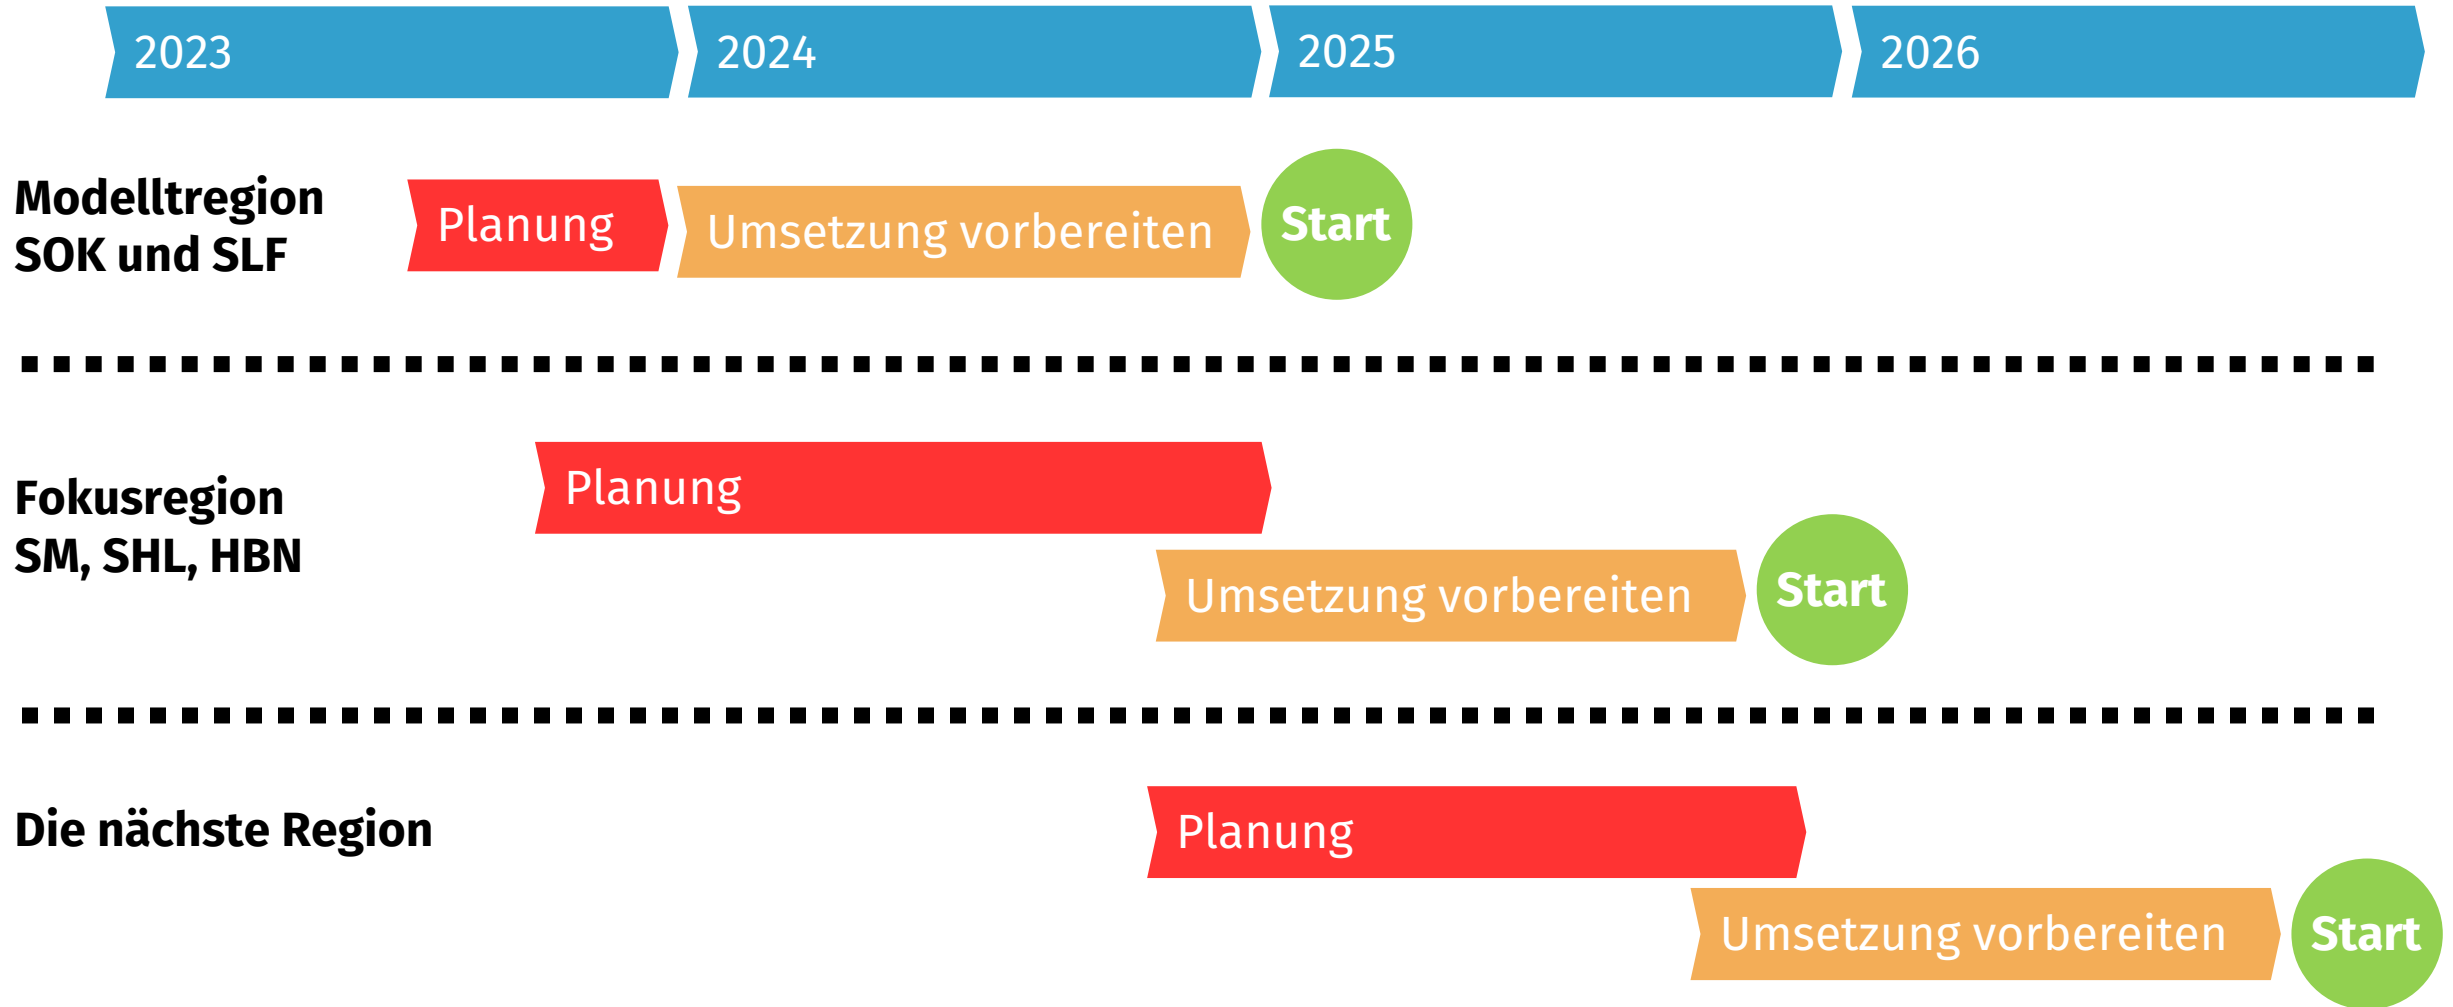 2023
2024
2025
2026
Modelltregion
SOK und SLF
Planung
Umsetzung vorbereiten
Start
Fokusregion
SM, SHL, HBN
Planung
Umsetzung vorbereiten
Start
Die nächste Region
Planung
Umsetzung vorbereiten
Start